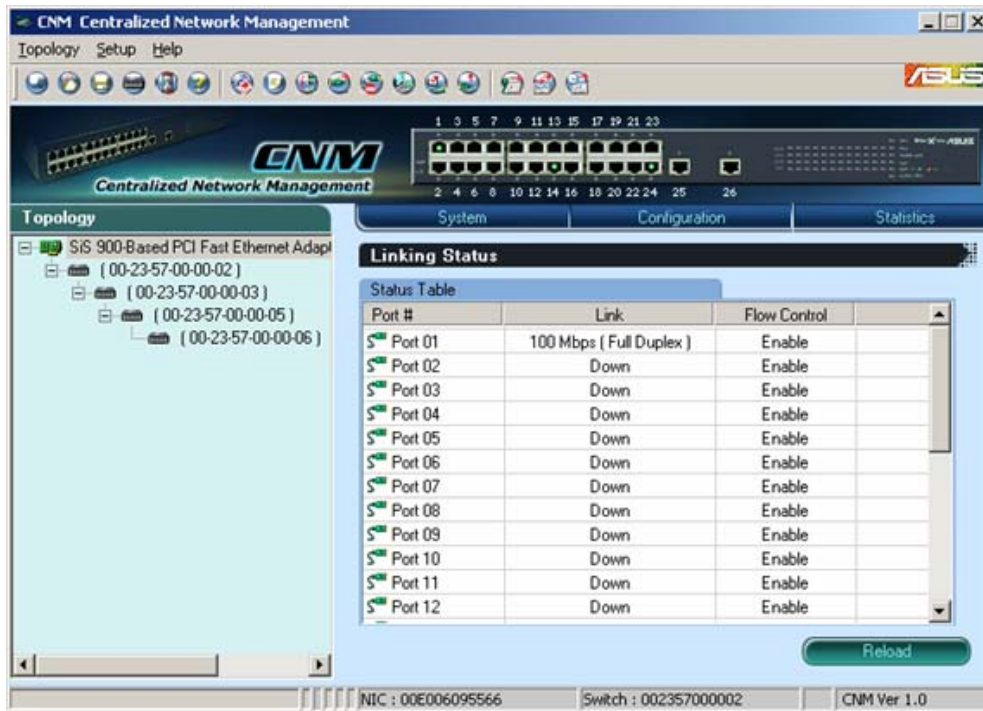 CNM Centralized Network Management
Topology Setup Help
ASUS
1 3 5 7 9 11 13 15 17 19 21 23
CNM
Centralized Network Management
2 4 6 8 10 12 14 16 18 20 22 24 25 26
Topology
System Configuration Statistics
SiS 900-Based PCI Fast Ethernet Adapt
( 00-23-57-00-00-02 )
( 00-23-57-00-00-03 )
( 00-23-57-00-00-05 )
( 00-23-57-00-00-06 )
Linking Status
Status Table
Port # Link Flow Control
Port 01 100 Mbps ( Full Duplex ) Enable
Port 02 Down Enable
Port 03 Down Enable
Port 04 Down Enable
Port 05 Down Enable
Port 06 Down Enable
Port 07 Down Enable
Port 08 Down Enable
Port 09 Down Enable
Port 10 Down Enable
Port 11 Down Enable
Port 12 Down Enable
Reload
NIC : 00E006095566 Switch : 002357000002 CNM Ver 1.0